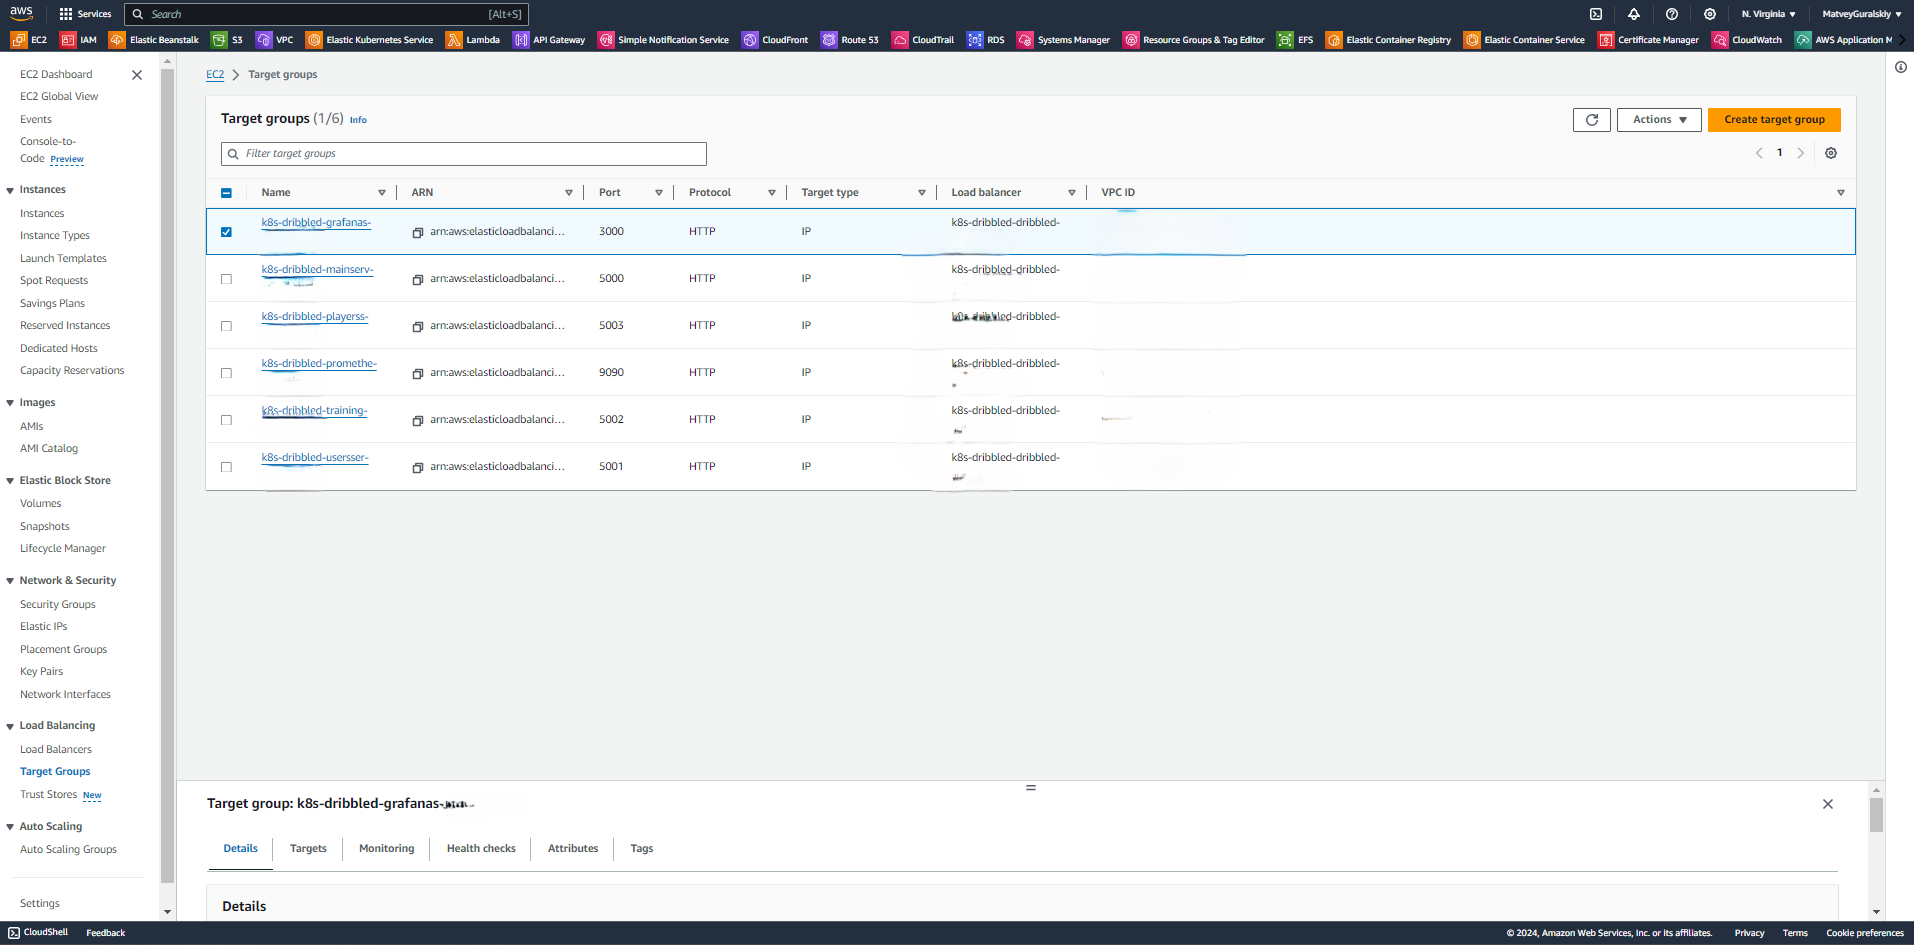 aws Services Search [Alt+S] N. Virginia MatveyGuralskiy
EC2 IAM Elastic Beanstalk S3 VPC Elastic Kubernetes Service Lambda API Gateway Simple Notification Service CloudFront Route 53 CloudTrail RDS Systems Manager Resource Groups & Tag Editor EFS Elastic Container Registry Elastic Container Service Certificate Manager CloudWatch AWS Application M
EC2 Dashboard
EC2 Global View
Events
Console-to-
Code Preview
Instances
Instances
Instance Types
Launch Templates
Spot Requests
Savings Plans
Reserved Instances
Dedicated Hosts
Capacity Reservations
Images
AMIs
AMI Catalog
Elastic Block Store
Volumes
Snapshots
Lifecycle Manager
Network & Security
Security Groups
Elastic IPs
Placement Groups
Key Pairs
Network Interfaces
Load Balancing
Load Balancers
Target Groups
Trust Stores New
Auto Scaling
Auto Scaling Groups
Settings
EC2 > Target groups
Target groups (1/6) Info Actions Create target group
Filter target groups 1
Name ARN Port Protocol Target type Load balancer VPC ID
k8s-dribbled-grafanas- arn:aws:elasticloadbalanci... 3000 HTTP IP k8s-dribbled-dribbled-
k8s-dribbled-mainserv- arn:aws:elasticloadbalanci... 5000 HTTP IP k8s-dribbled-dribbled-
k8s-dribbled-playerss- arn:aws:elasticloadbalanci... 5003 HTTP IP k8s-dribbled-dribbled-
k8s-dribbled-promethe- arn:aws:elasticloadbalanci... 9090 HTTP IP k8s-dribbled-dribbled-
k8s-dribbled-training- arn:aws:elasticloadbalanci... 5002 HTTP IP k8s-dribbled-dribbled-
k8s-dribbled-usersser- arn:aws:elasticloadbalanci... 5001 HTTP IP k8s-dribbled-dribbled-
Target group: k8s-dribbled-grafanas-
Details Targets Monitoring Health checks Attributes Tags
Details
CloudShell Feedback © 2024, Amazon Web Services, Inc. or its affiliates. Privacy Terms Cookie preferences